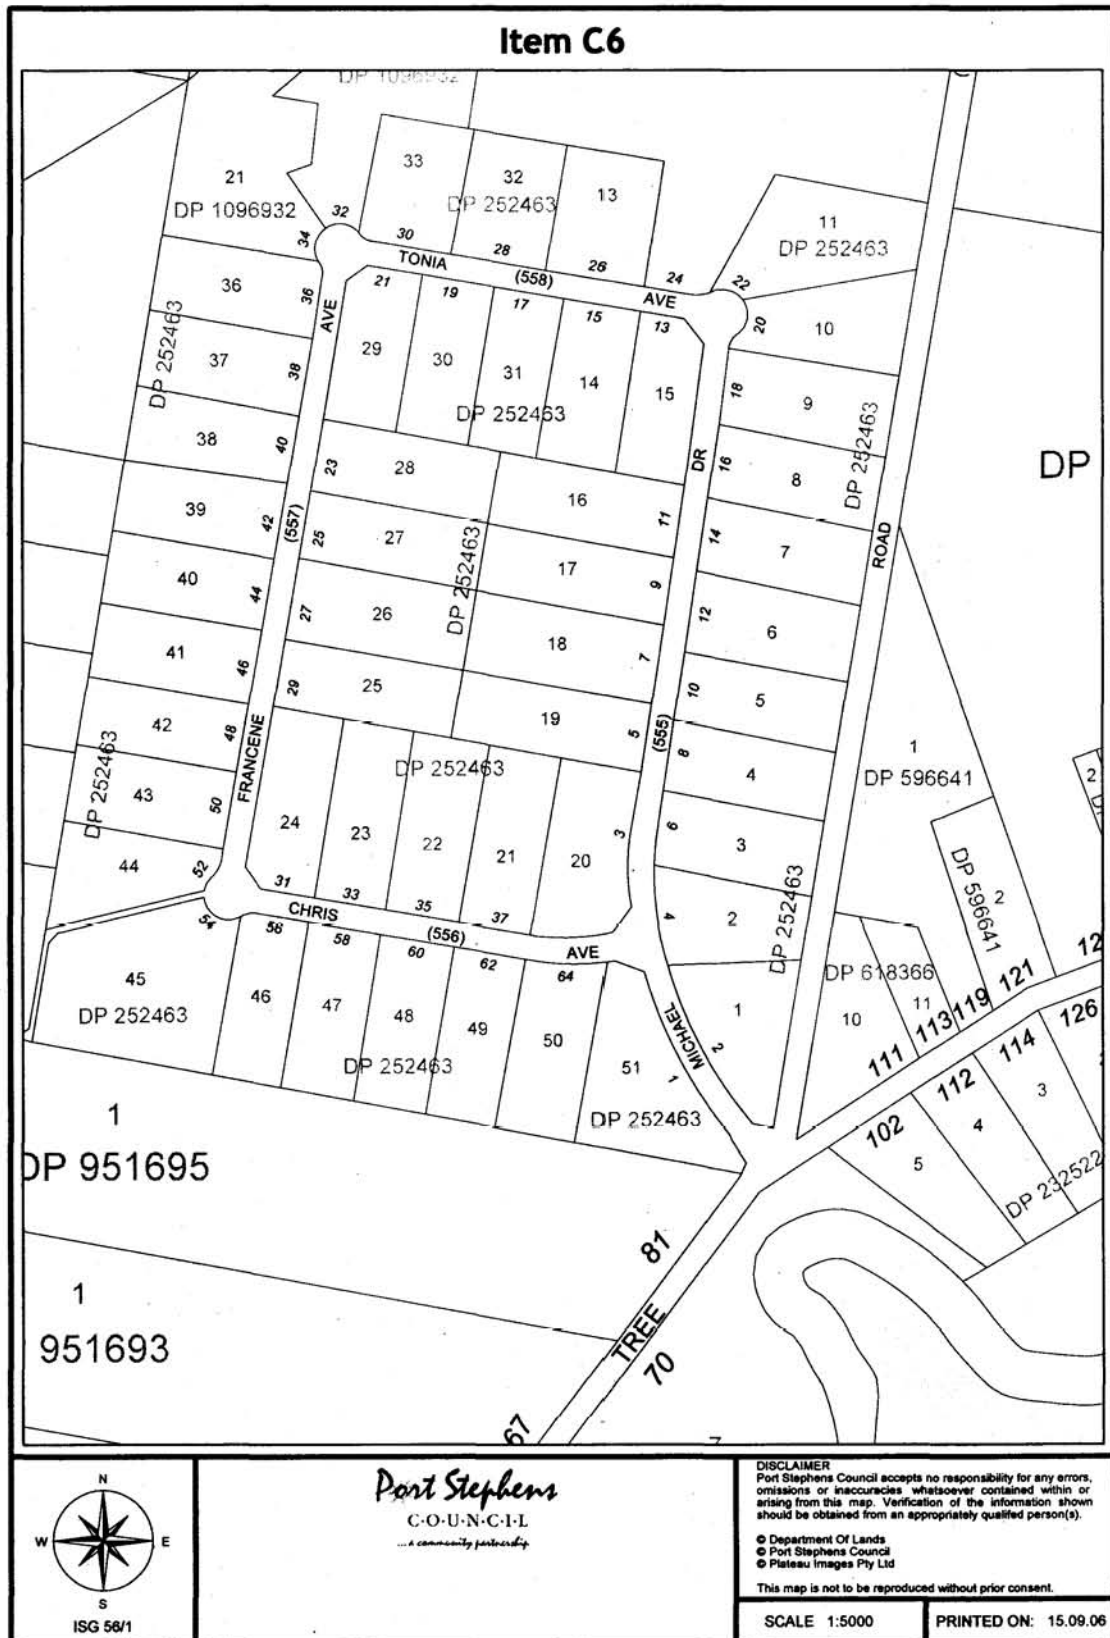 Item C6
DP 1096932
33
32
13
21
DP 252463
DP 1096932
11
DP 252463
32
34
30
28
26
24
22
TONIA
(558)
AVE
36
36
21
19
17
15
13
20
10
AVE
DP 252463
37
38
29
30
31
14
15
18
9
DP 252463
DP 252463
38
40
23
28
DR
16
8
DP
16
39
42
(557)
25
27
11
14
7
ROAD
DP 252463
17
40
44
27
26
9
12
6
18
41
46
29
25
7
10
5
19
42
48
FRANCENE
5
(555)
8
4
1
DP 596641
DP 252463
DP 252463
43
50
24
23
22
21
20
3
6
3
2
44
52
31
33
35
37
4
2
DP 252463
DP 596641
2
54
CHRIS
56
58
(556)
60
62
AVE
64
DP 618366
12
45
DP 252463
46
47
48
49
50
MICHAEL
1
2
10
11
111
113
119
121
126
DP 252463
51
1
DP 252463
102
112
114
3
4
5
DP 232522
1
DP 951695
81
1
951693
TREE
70
67
N
W
E
S
ISG 56/1
Port Stephens
C·O·U·N·C·I·L
... a community partnership
DISCLAIMER
Port Stephens Council accepts no responsibility for any errors,
omissions or inaccuracies whatsoever contained within or
arising from this map. Verification of the information shown
should be obtained from an appropriately qualifed person(s).
© Department Of Lands
© Port Stephens Council
© Plateau Images Pty Ltd
This map is not to be reproduced without prior consent.
SCALE 1:5000
PRINTED ON: 15.09.06